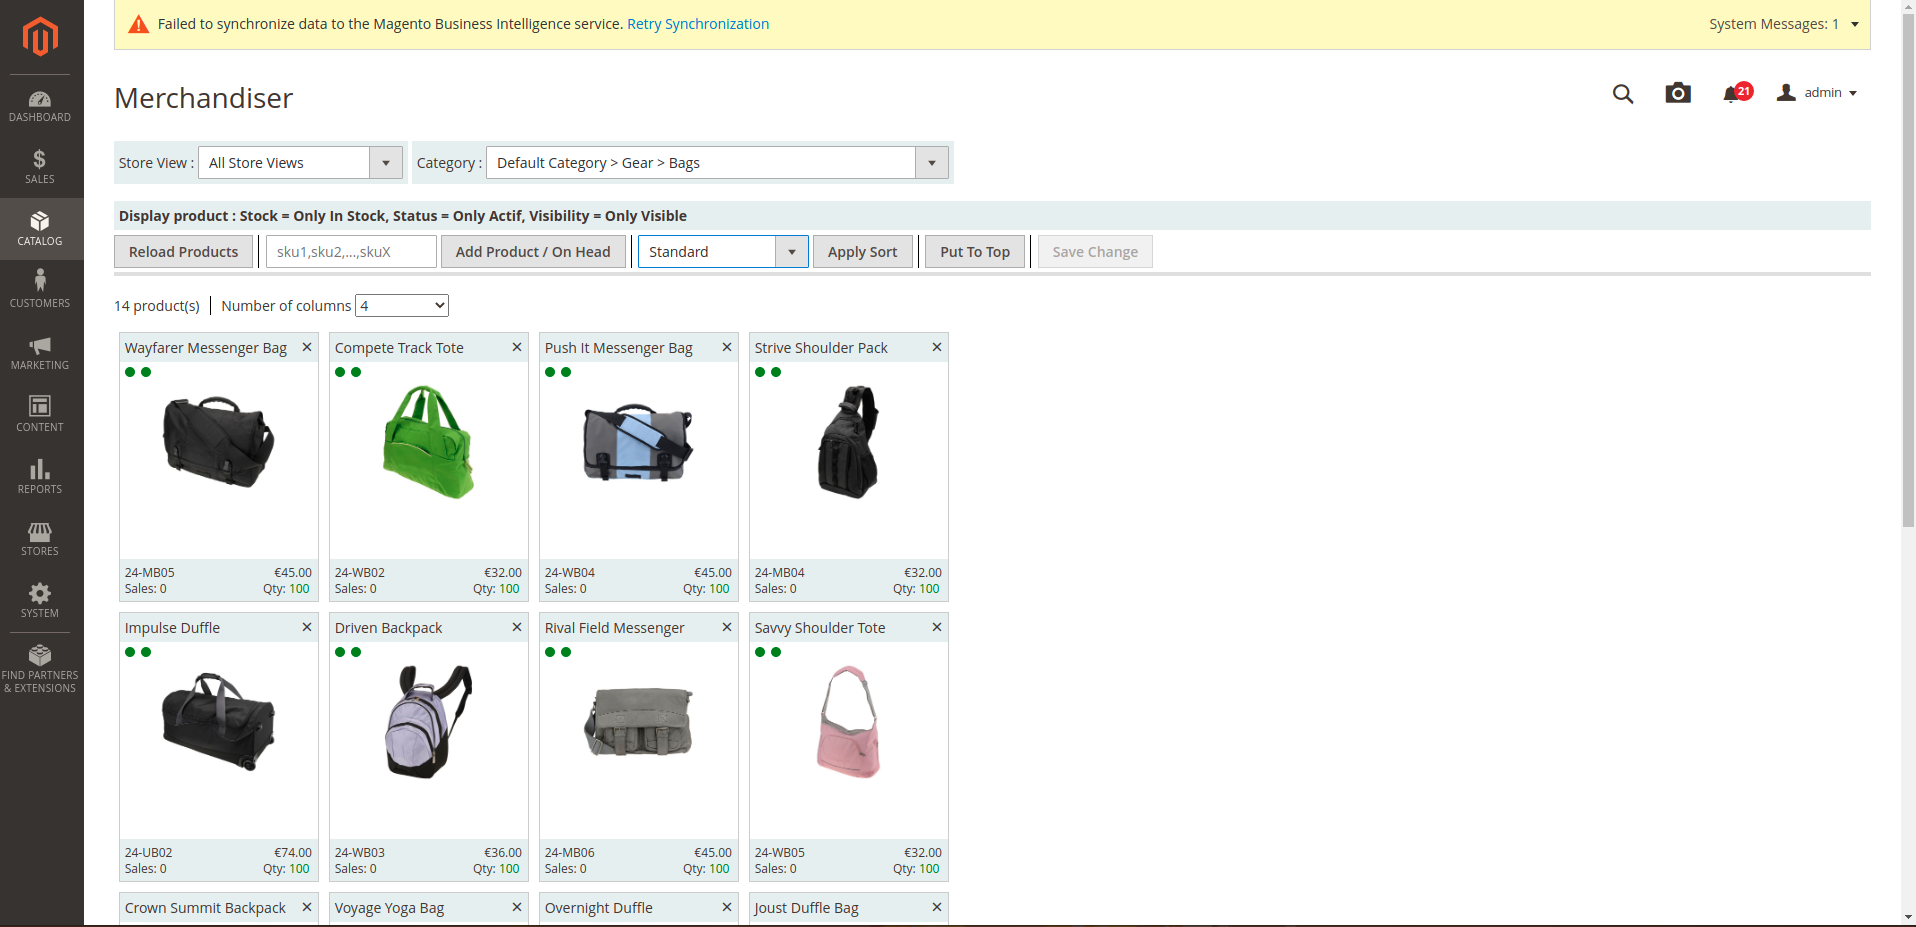 Failed to synchronize data to the Magento Business Intelligence service. Retry Synchronization
System Messages: 1
DASHBOARD
SALES
CATALOG
CUSTOMERS
MARKETING
CONTENT
REPORTS
STORES
SYSTEM
FIND PARTNERS
& EXTENSIONS
Merchandiser
21
admin
Store View : All Store Views
Category : Default Category > Gear > Bags
Display product : Stock = Only In Stock, Status = Only Actif, Visibility = Only Visible
Reload Products
sku1,sku2,...,skuX
Add Product / On Head
Standard
Apply Sort
Put To Top
Save Change
14 product(s)
Number of columns 4
Wayfarer Messenger Bag
24-MB05 €45.00
Sales: 0 Qty: 100
Compete Track Tote
24-WB02 €32.00
Sales: 0 Qty: 100
Push It Messenger Bag
24-WB04 €45.00
Sales: 0 Qty: 100
Strive Shoulder Pack
24-MB04 €32.00
Sales: 0 Qty: 100
Impulse Duffle
24-UB02 €74.00
Sales: 0 Qty: 100
Driven Backpack
24-WB03 €36.00
Sales: 0 Qty: 100
Rival Field Messenger
24-MB06 €45.00
Sales: 0 Qty: 100
Savvy Shoulder Tote
24-WB05 €32.00
Sales: 0 Qty: 100
Crown Summit Backpack
Voyage Yoga Bag
Overnight Duffle
Joust Duffle Bag